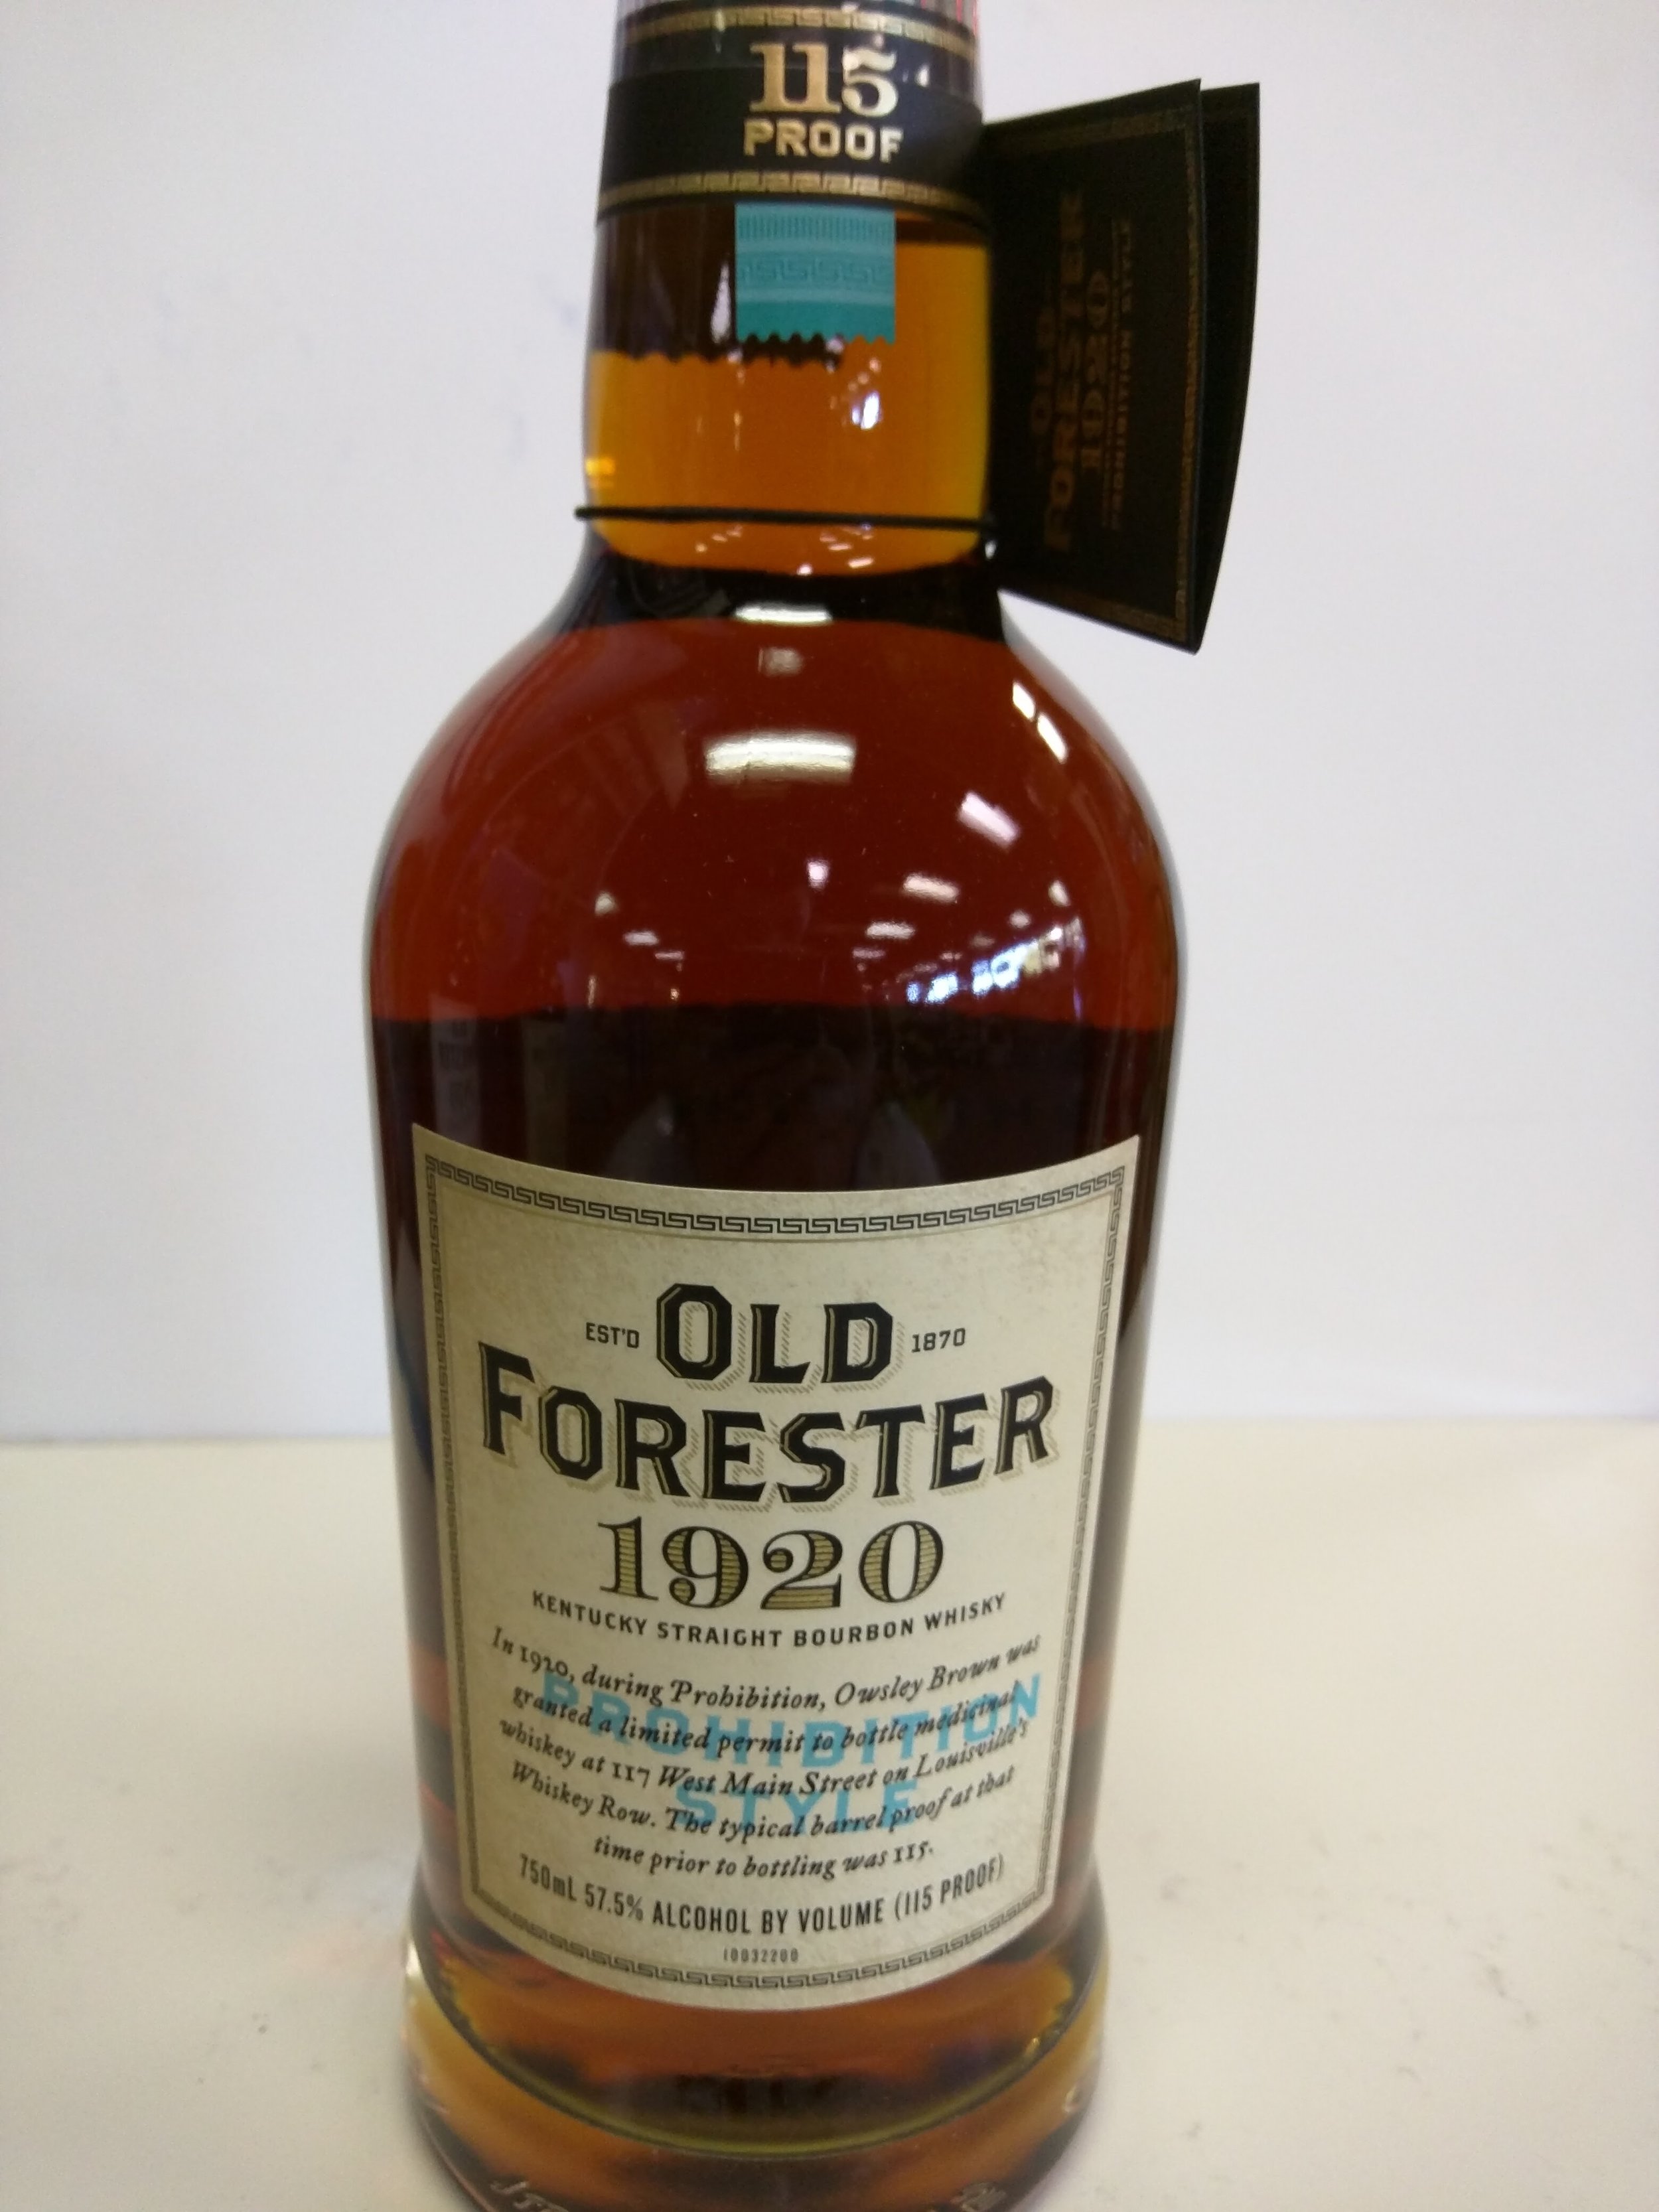 115
PROOF
OLD
FORESTER
1920
PROHIBITION STYLE
EST'D OLD 1870
FORESTER
1920
KENTUCKY STRAIGHT BOURBON WHISKY
In 1920, during Prohibition, Owsley Brown was
granted a limited permit to bottle medicinal
whiskey at 117 West Main Street on Louisville's
Whiskey Row. The typical barrel proof at that
time prior to bottling was 115.
PROHIBITION
STYLE
750mL 57.5% ALCOHOL BY VOLUME (115 PROOF)
10032200